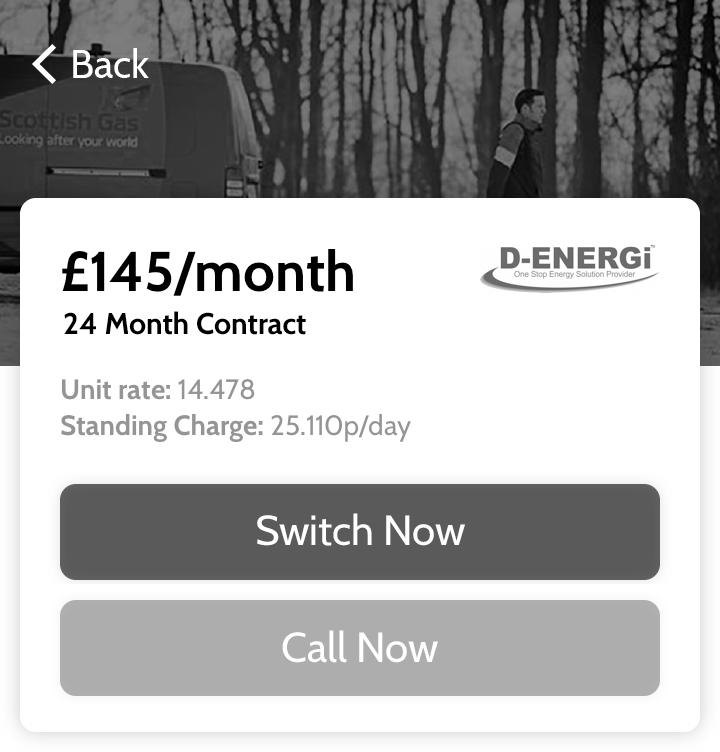 Back
Scottish Gas
Looking after your world
£145/month
D-ENERGi™
One Stop Energy Solution Provider
24 Month Contract
Unit rate: 14.478
Standing Charge: 25.110p/day
Switch Now
Call Now